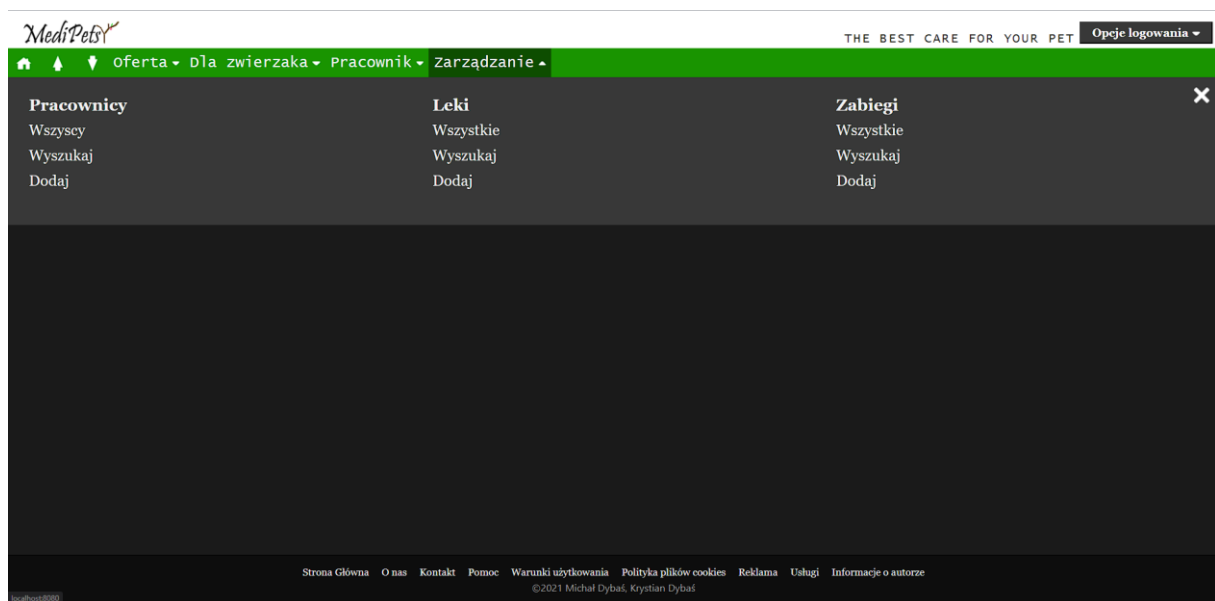 MediPets
THE BEST CARE FOR YOUR PET
Opcje logowania
Oferta Dla zwierzaka Pracownik Zarządzanie
Pracownicy
Wszyscy
Wyszukaj
Dodaj
Leki
Wszystkie
Wyszukaj
Dodaj
Zabiegi
Wszystkie
Wyszukaj
Dodaj
Strona Główna O nas Kontakt Pomoc Warunki użytkowania Polityka plików cookies Reklama Usługi Informacje o autorze
©2021 Michał Dybaś, Krystian Dybaś
localhost:8080